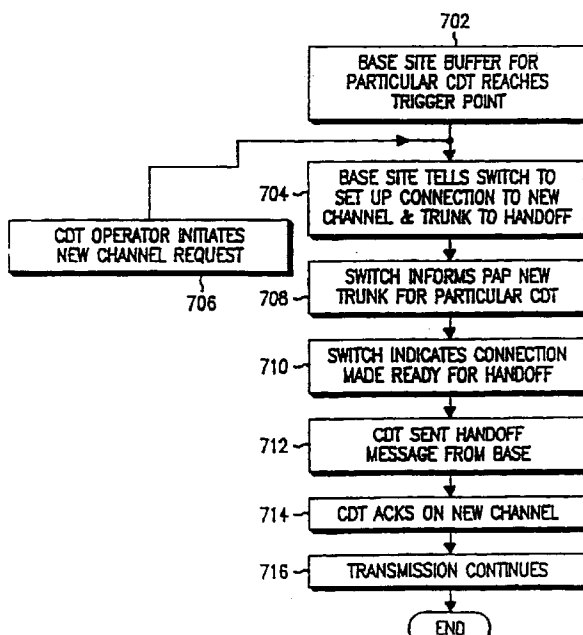 702
BASE SITE BUFFER FOR
PARTICULAR CDT REACHES
TRIGGER POINT
704
BASE SITE TELLS SWITCH TO
SET UP CONNECTION TO NEW
CHANNEL & TRUNK TO HANDOFF
CDT OPERATOR INITIATES
NEW CHANNEL REQUEST
706
708
SWITCH INFORMS PAP NEW
TRUNK FOR PARTICULAR CDT
710
SWITCH INDICATES CONNECTION
MADE READY FOR HANDOFF
712
CDT SENT HANDOFF
MESSAGE FROM BASE
714
CDT ACKS ON NEW CHANNEL
716
TRANSMISSION CONTINUES
END